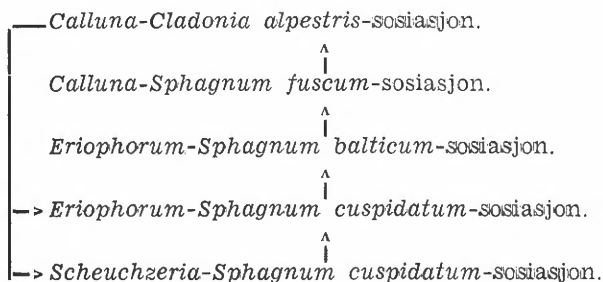 Calluna-Cladonia alpestris-sosiasjon.
Calluna-Sphagnum fuscum-sosiasjon.
Eriophorum-Sphagnum balticum-sosiasjon.
Eriophorum-Sphagnum cuspidatum-sosiasjon.
Scheuchzeria-Sphagnum cuspidatum-sosiasjon.